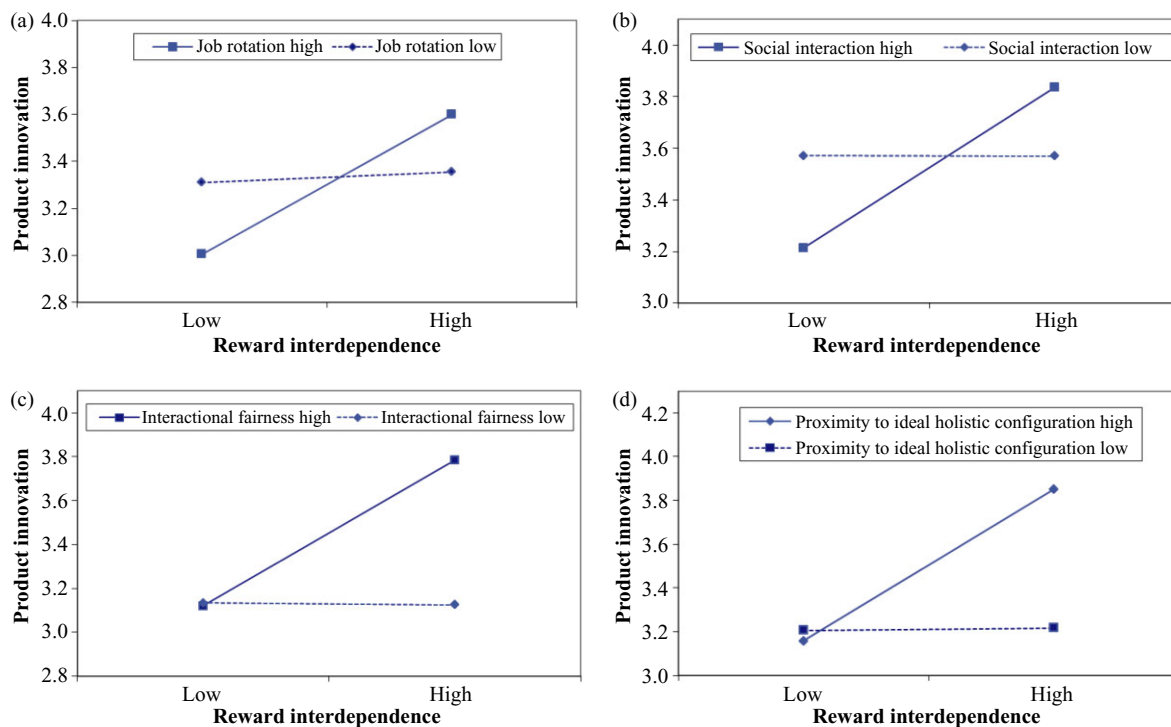 (a)
4.0
Job rotation high Job rotation low
3.8
3.6
3.4
3.2
3.0
2.8
Product innovation
Low High
Reward interdependence
(b)
4.0
Social interaction high Social interaction low
3.8
3.6
3.4
3.2
3.0
Product innovation
Low High
Reward interdependence
(c)
4.0
Interactional fairness high Interactional fairness low
3.8
3.6
3.4
3.2
3.0
2.8
Product innovation
Low High
Reward interdependence
(d)
4.2
Proximity to ideal holistic configuration high
Proximity to ideal holistic configuration low
4.0
3.8
3.6
3.4
3.2
3.0
Product innovation
Low High
Reward interdependence